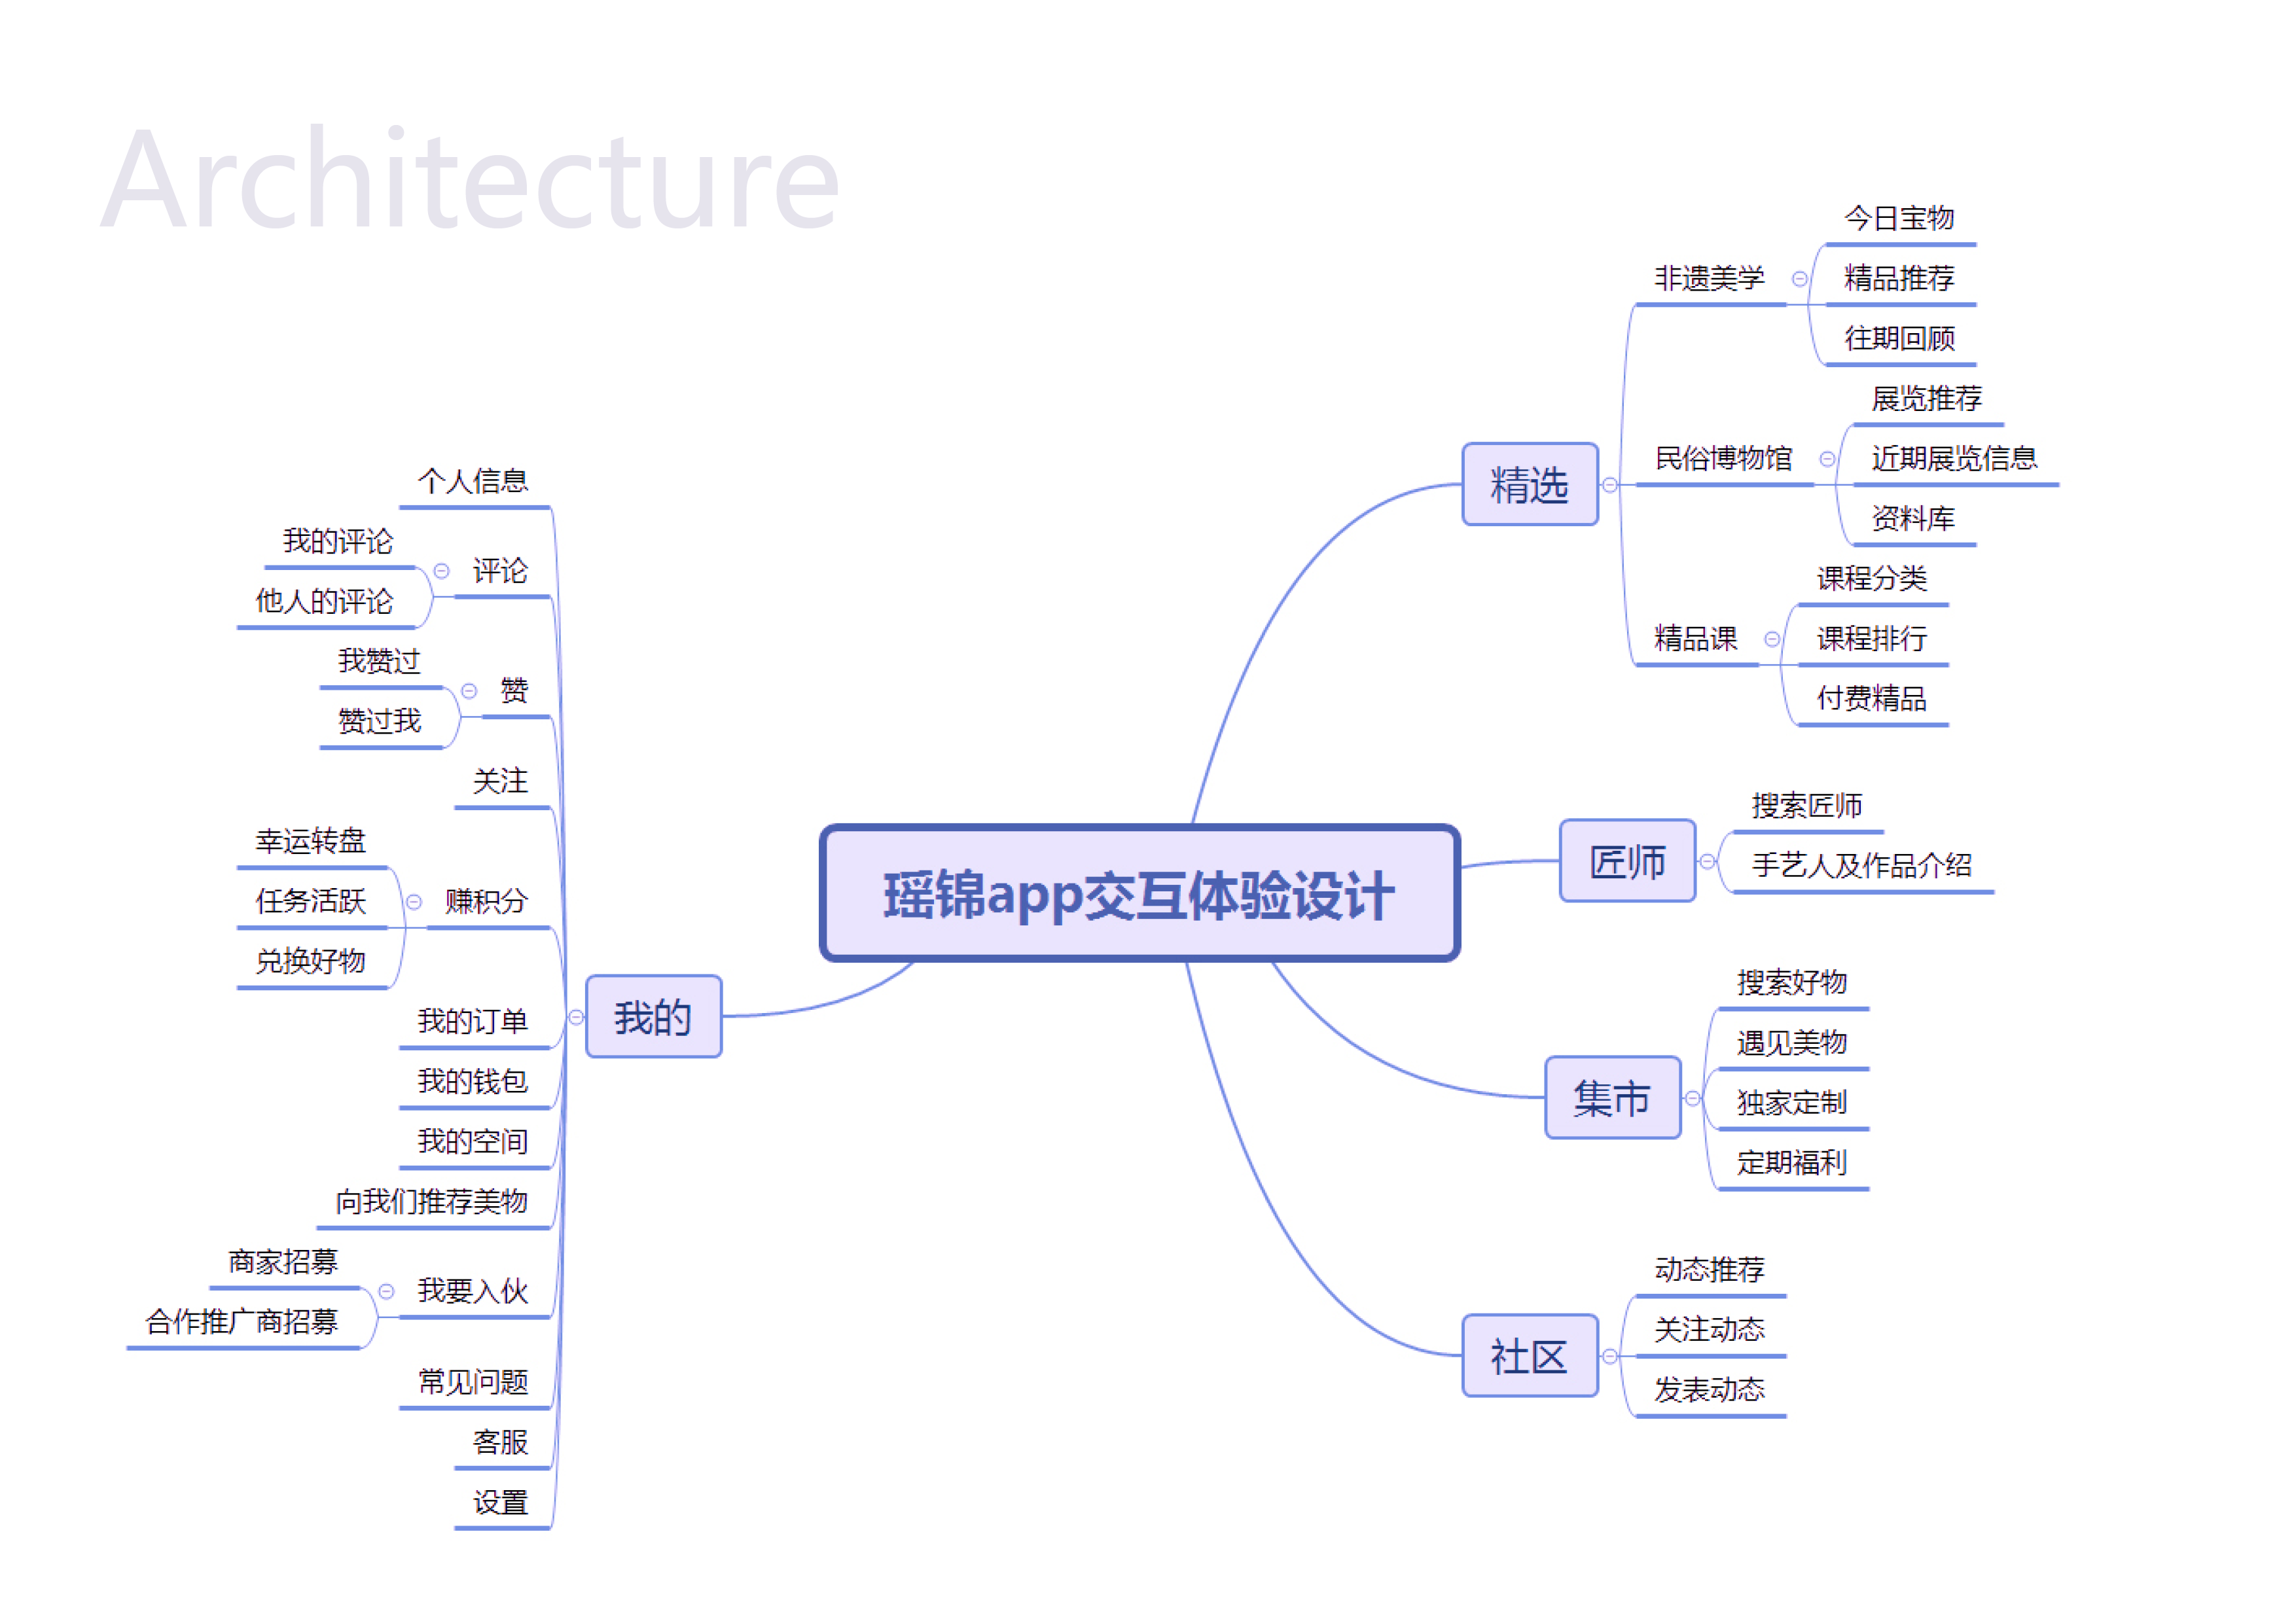 Architecture
瑶锦app交互体验设计
精选
非遗美学
今日宝物
精品推荐
往期回顾
民俗博物馆
展览推荐
近期展览信息
资料库
精品课
课程分类
课程排行
付费精品
匠师
搜索匠师
手艺人及作品介绍
集市
搜索好物
遇见美物
独家定制
定期福利
社区
动态推荐
关注动态
发表动态
我的
个人信息
评论
我的评论
他人的评论
赞
我赞过
赞过我
关注
赚积分
幸运转盘
任务活跃
兑换好物
我的订单
我的钱包
我的空间
向我们推荐美物
我要入伙
商家招募
合作推广商招募
常见问题
客服
设置